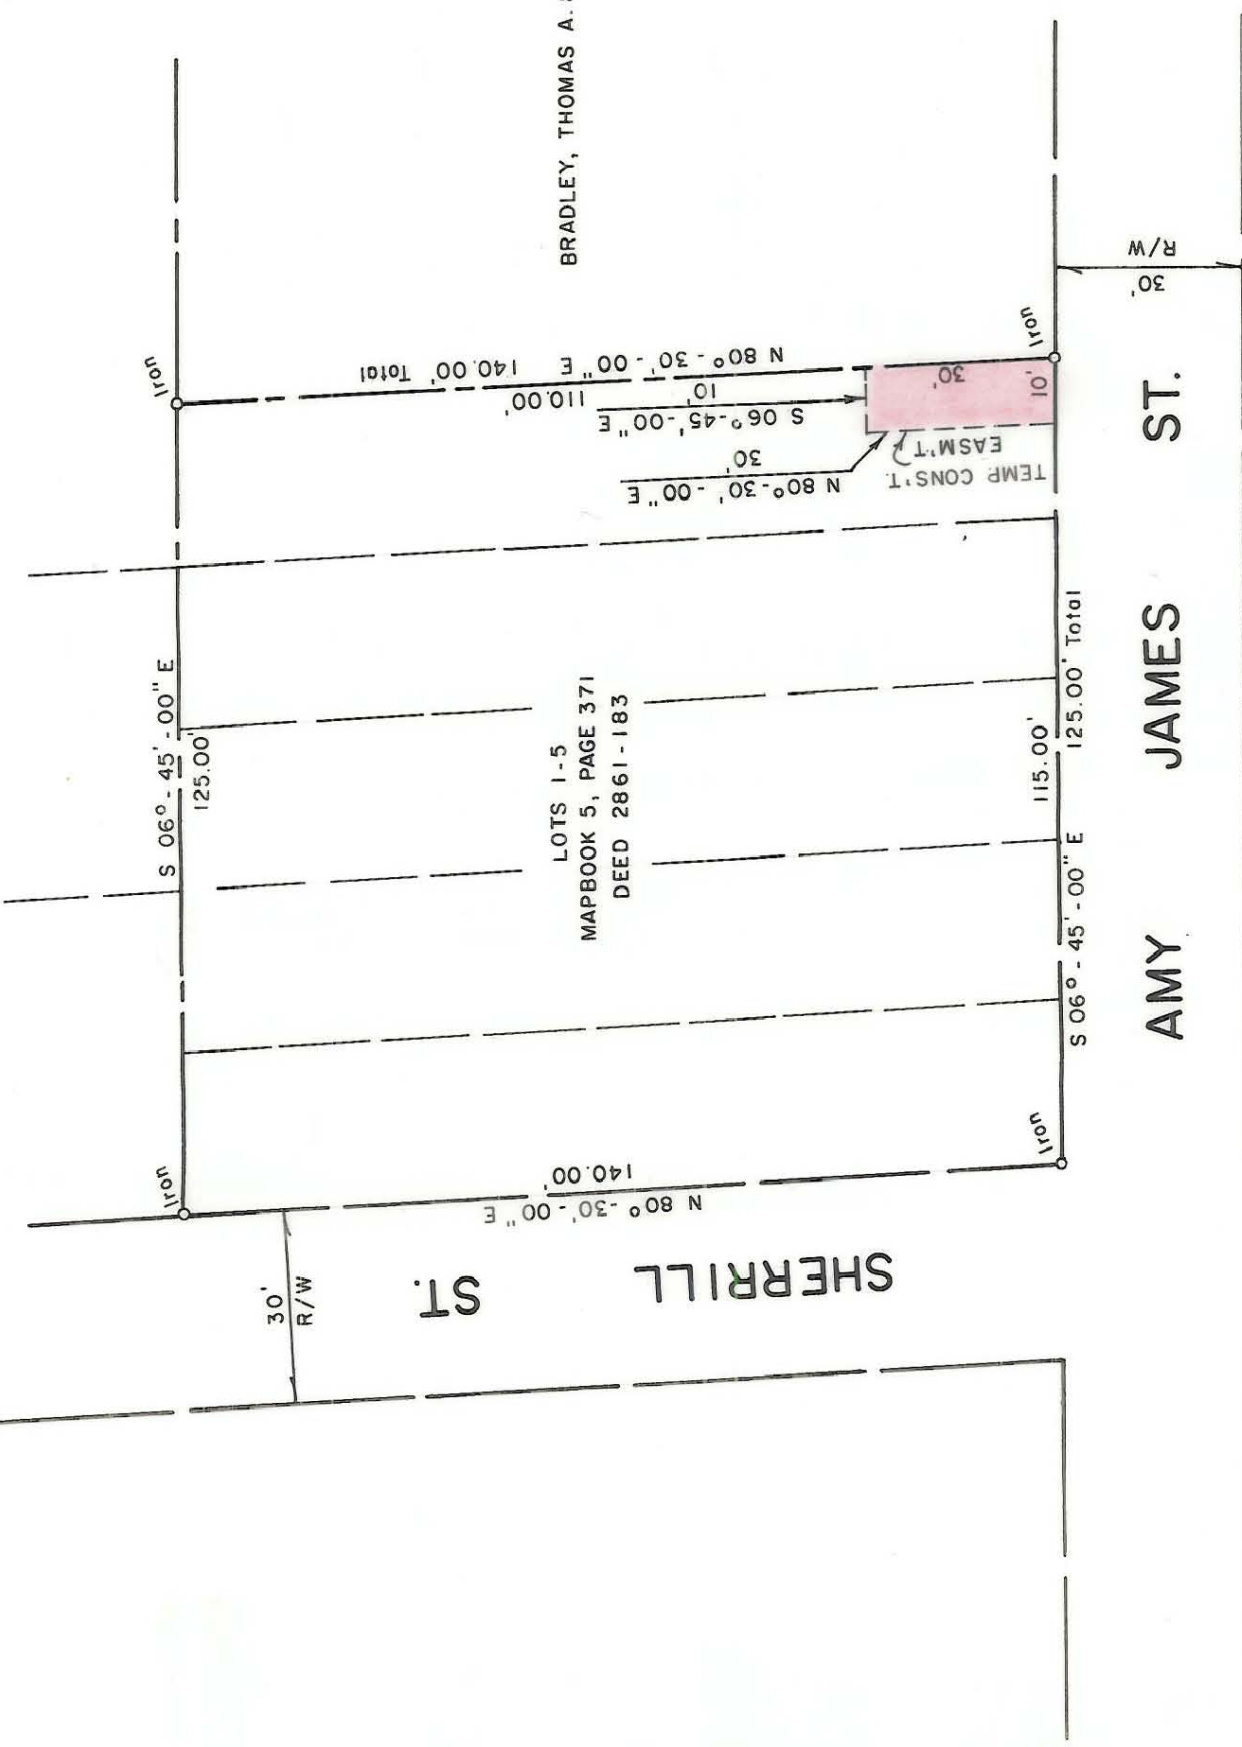 BRADLEY, THOMAS A.
Iron
N 80° - 30' - 00" E 140.00' Total
110.00'
S 06° - 45' - 00" E
10'
N 80° - 30' - 00" E
30'
TEMP. CONS'T.
EASM'T
30'
10'
Iron
30'
R/W
S 06° - 45' - 00" E
125.00'
LOTS 1-5
MAPBOOK 5, PAGE 371
DEED 2861-183
115.00'
S 06° - 45' - 00" E 125.00' Total
AMY JAMES ST.
Iron
N 80° - 30' - 00" E
140.00'
Iron
30'
R/W
SHERRILL ST.